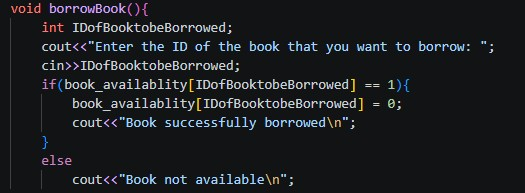 void borrowBook(){
    int IDofBooktobeBorrowed;
    cout<<"Enter the ID of the book that you want to borrow: ";
    cin>>IDofBooktobeBorrowed;
    if(book_availablity[IDofBooktobeBorrowed] == 1){
        book_availablity[IDofBooktobeBorrowed] = 0;
        cout<<"Book successfully borrowed\n";
    }
    else
        cout<<"Book not available\n";